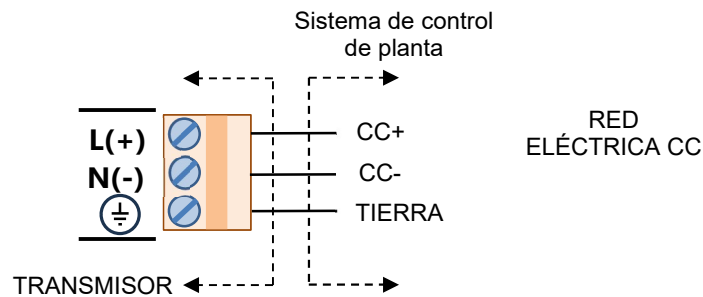 Sistema de control
de planta
L(+)
N(-)
CC+
CC-
TIERRA
RED
ELÉCTRICA CC
TRANSMISOR